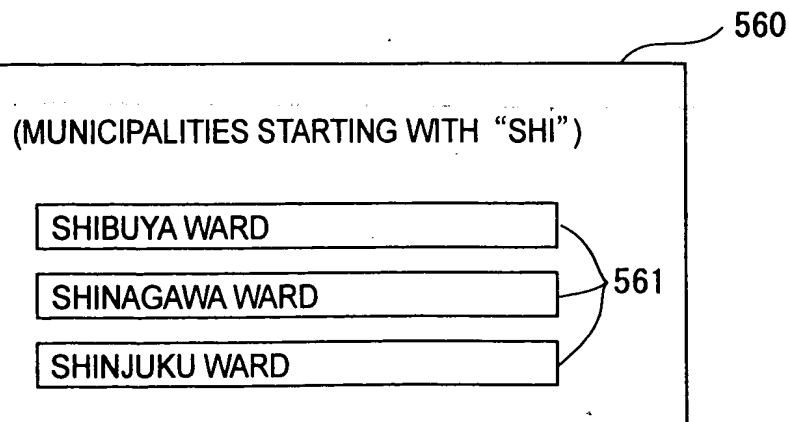 560
(MUNICIPALITIES STARTING WITH “SHI”)
SHIBUYA WARD
SHINAGAWA WARD
561
SHINJUKU WARD